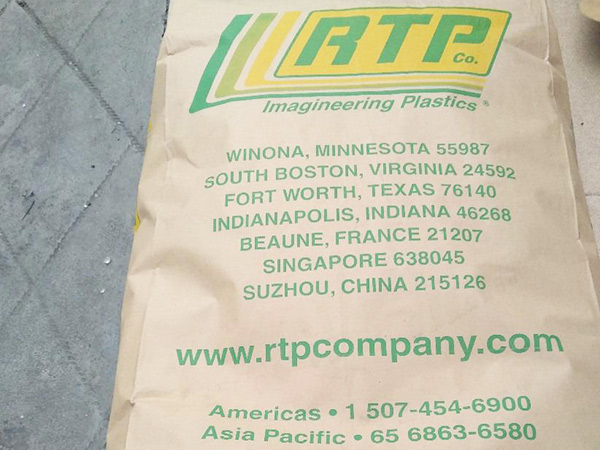 RTP Co.
Imagineering Plastics®
WINONA, MINNESOTA 55987
SOUTH BOSTON, VIRGINIA 24592
FORT WORTH, TEXAS 76140
INDIANAPOLIS, INDIANA 46268
BEAUNE, FRANCE 21207
SINGAPORE 638045
SUZHOU, CHINA 215126
www.rtpcompany.com
Americas • 1 507-454-6900
Asia Pacific • 65 6863-6580